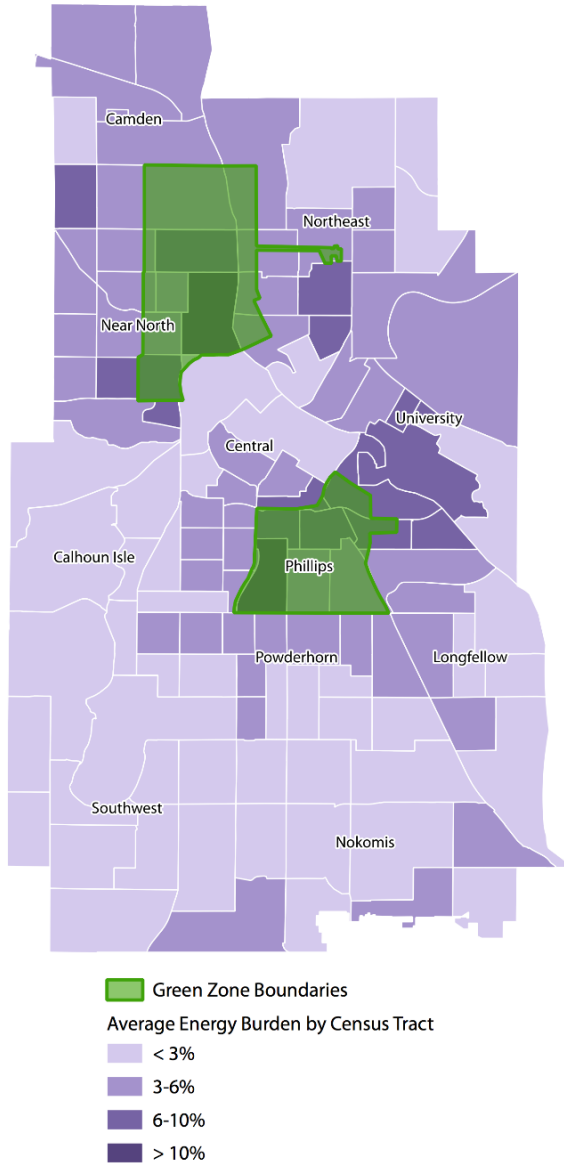 Camden
Northeast
Near North
University
Central
Calhoun Isle
Phillips
Powderhorn
Longfellow
Southwest
Nokomis
Green Zone Boundaries
Average Energy Burden by Census Tract
< 3%
3-6%
6-10%
> 10%